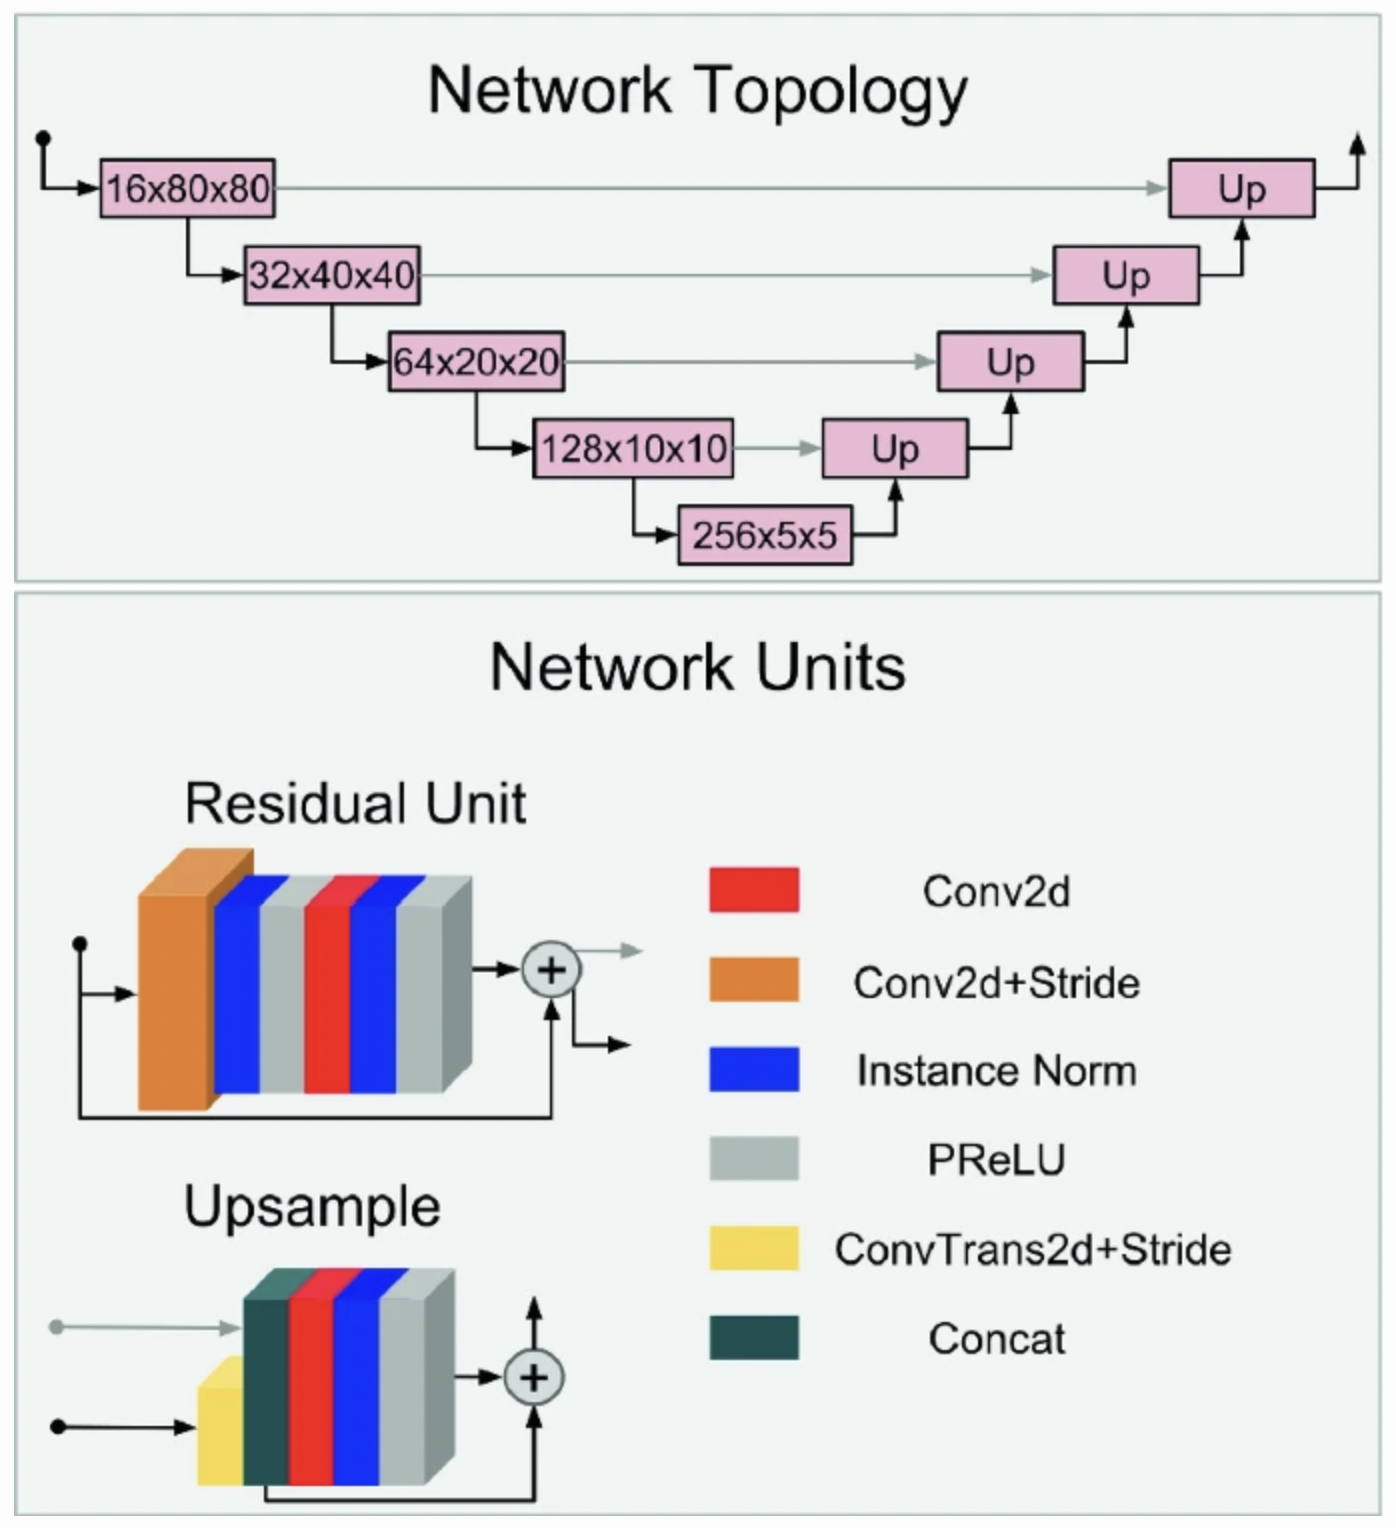 Network Topology
16x80x80
Up
32x40x40
Up
64x20x20
Up
128x10x10
Up
256x5x5
Network Units
Residual Unit
Conv2d
Conv2d+Stride
Instance Norm
PReLU
Upsample
ConvTrans2d+Stride
Concat